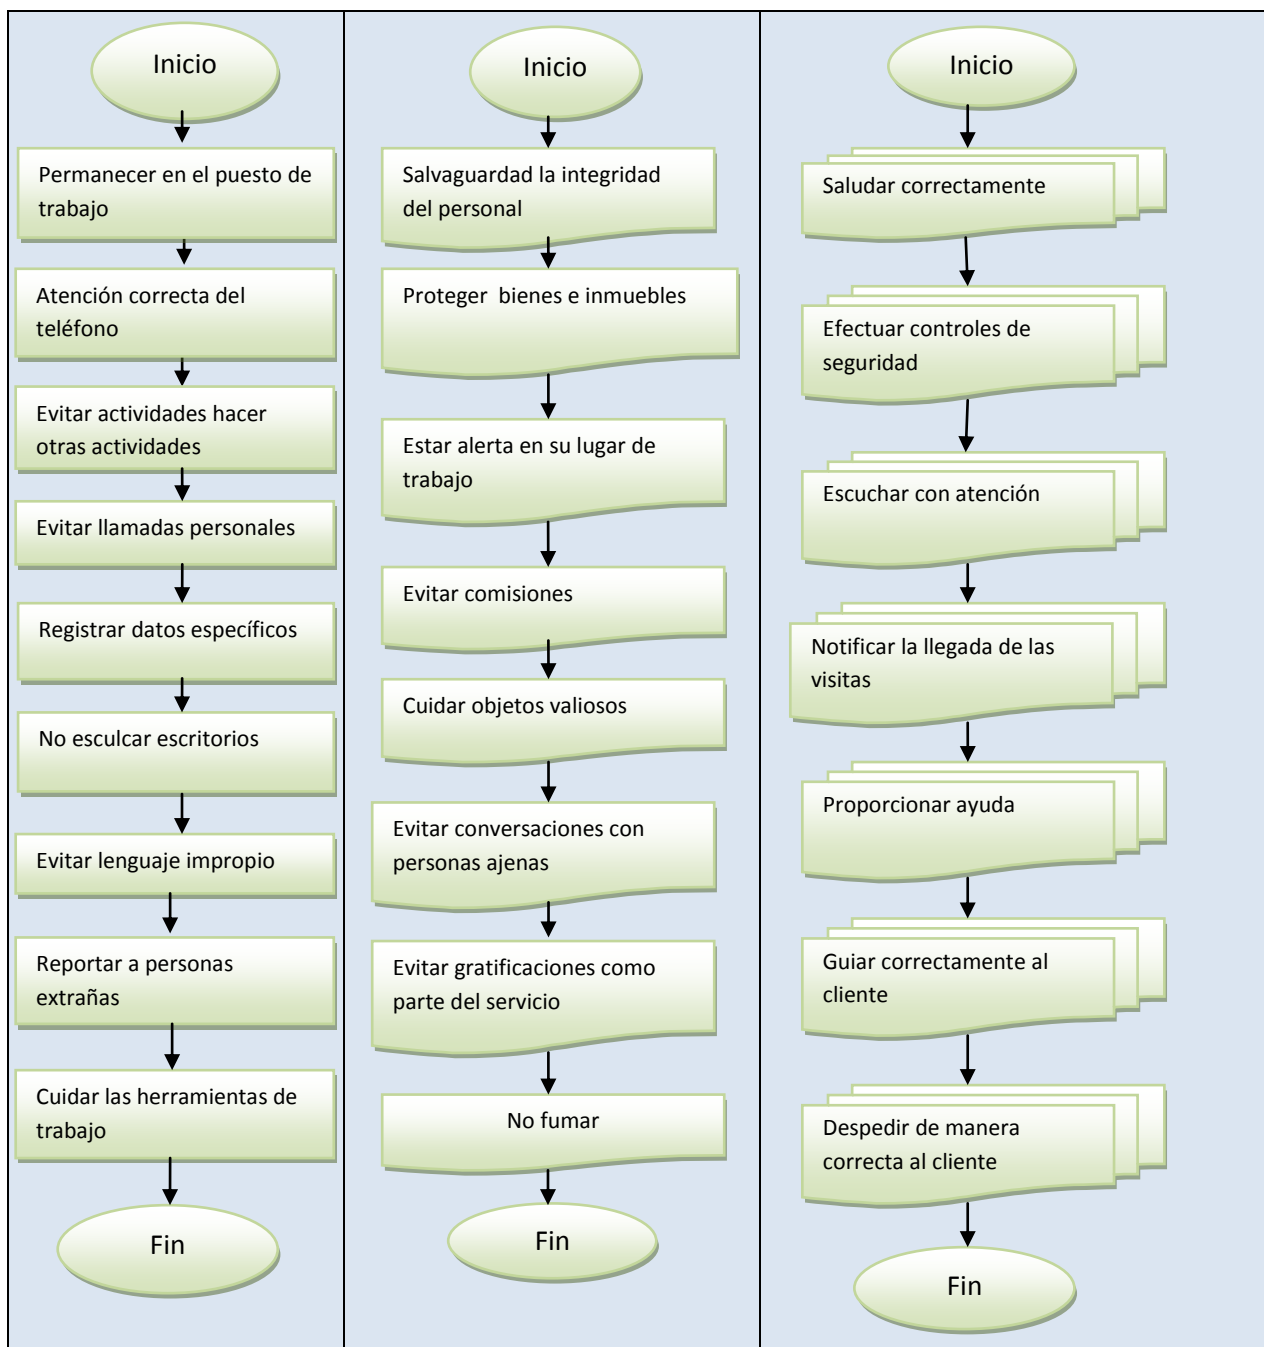 Inicio
Permanecer en el puesto de
trabajo
Atención correcta del
teléfono
Evitar actividades hacer
otras actividades
Evitar llamadas personales
Registrar datos específicos
No esculcar escritorios
Evitar lenguaje impropio
Reportar a personas
extrañas
Cuidar las herramientas de
trabajo
Fin
Inicio
Salvaguardad la integridad
del personal
Proteger bienes e inmuebles
Estar alerta en su lugar de
trabajo
Evitar comisiones
Cuidar objetos valiosos
Evitar conversaciones con
personas ajenas
Evitar gratificaciones como
parte del servicio
No fumar
Fin
Inicio
Saludar correctamente
Efectuar controles de
seguridad
Escuchar con atención
Notificar la llegada de las
visitas
Proporcionar ayuda
Guiar correctamente al
cliente
Despedir de manera
correcta al cliente
Fin